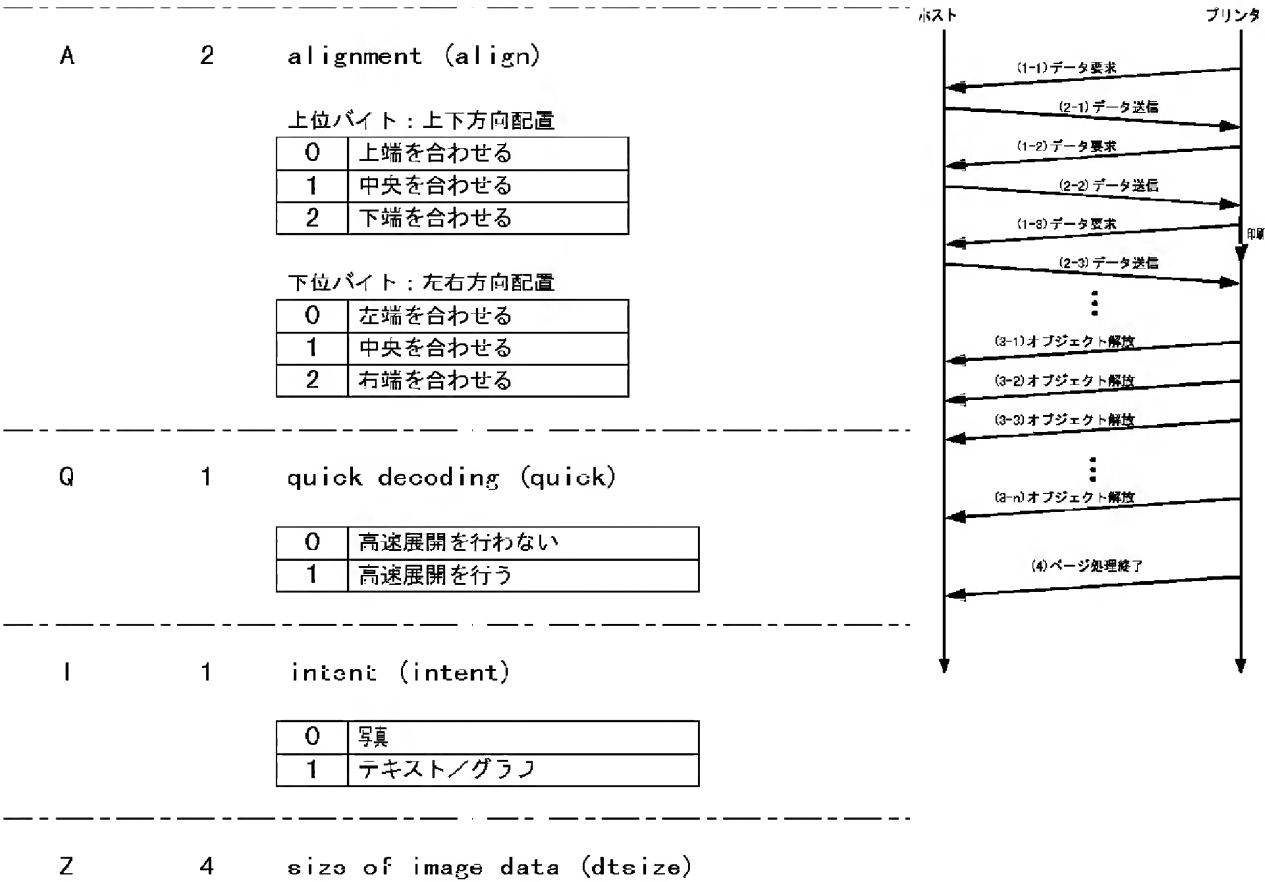 A 2 alignment (align)
上位バイト：上下方向配置
0 上端を合わせる
1 中央を合わせる
2 下端を合わせる
下位バイト：左右方向配置
0 左端を合わせる
1 中央を合わせる
2 右端を合わせる
Q 1 quick decoding (quick)
0 高速展開を行わない
1 高速展開を行う
I 1 intent (intent)
0 写真
1 テキスト／グラフ
Z 4 size of image data (dtsize)
ホスト プリンタ
(1-1)データ要求
(2-1)データ送信
(1-2)データ要求
(2-2)データ送信
(1-3)データ要求
印刷
(2-3)データ送信
(3-1)オブジェクト解放
(3-2)オブジェクト解放
(3-3)オブジェクト解放
(3-n)オブジェクト解放
(4)ページ処理終了